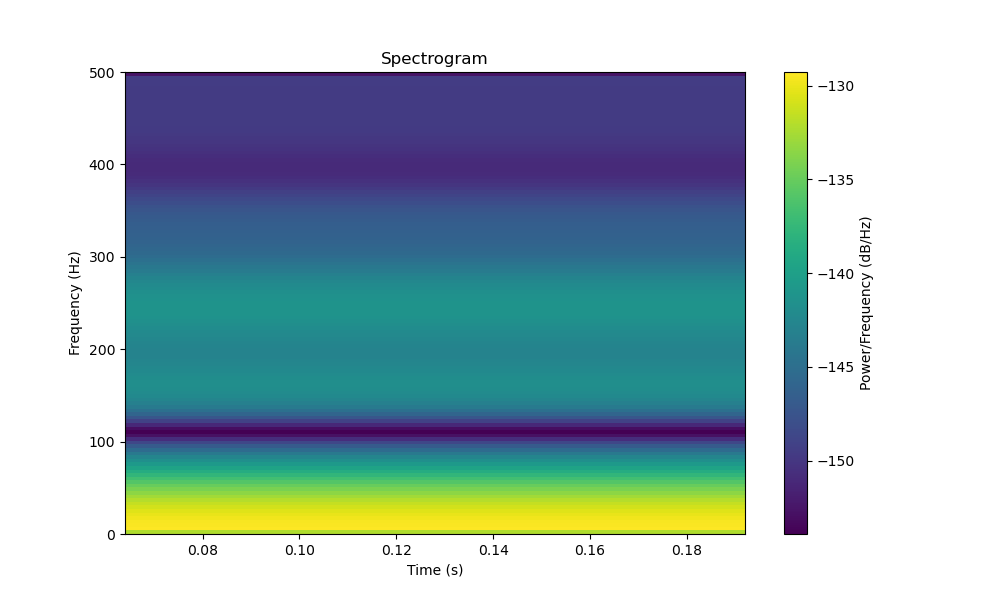 Spectrogram
500
400
300
200
100
0
Frequency (Hz)
0.08 0.10 0.12 0.14 0.16 0.18
Time (s)
−130
−135
−140
−145
−150
Power/Frequency (dB/Hz)